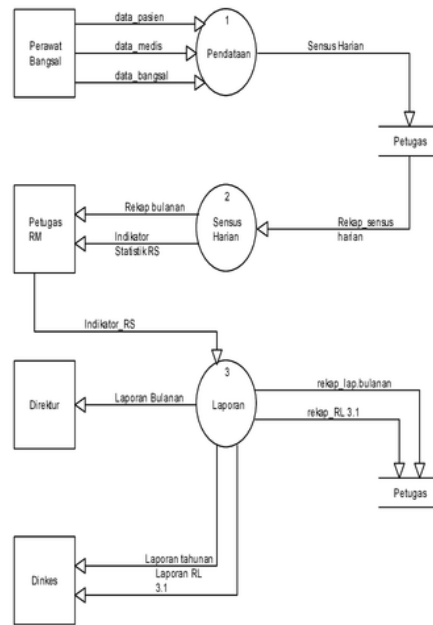 data_pasien
1
Perawat
Bangsal
data_medis
Pendataan
Sensus Harian
data_bangsal
Petugas
2
Rekap bulanan
Petugas
RM
Sensus
Harian
Rekap_sensus
harian
Indikator
Statistik RS
Indikator_RS
3
rekap_lap.bulanan
Direktur
Laporan Bulanan
Laporan
rekap_RL 3.1
Petugas
Laporan tahunan
Dinkes
Laporan RL
3.1